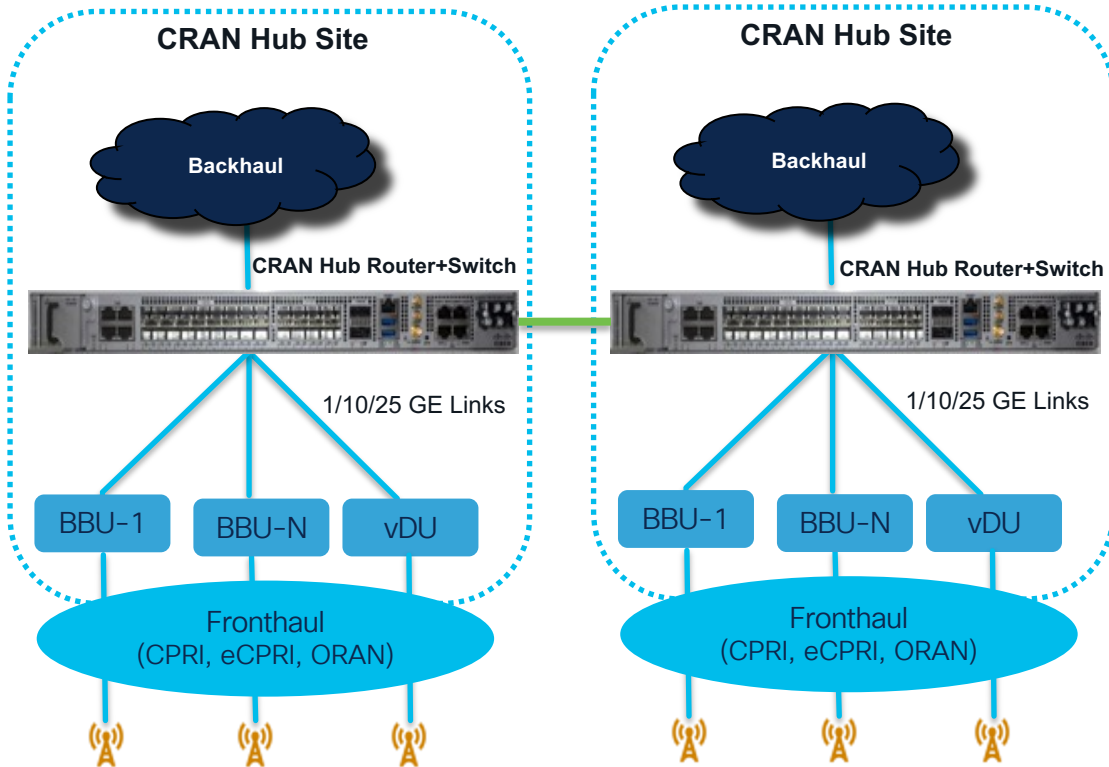 CRAN Hub Site
Backhaul
CRAN Hub Router+Switch
1/10/25 GE Links
BBU-1
BBU-N
vDU
Fronthaul
(CPRI, eCPRI, ORAN)
CRAN Hub Site
Backhaul
CRAN Hub Router+Switch
1/10/25 GE Links
BBU-1
BBU-N
vDU
Fronthaul
(CPRI, eCPRI, ORAN)